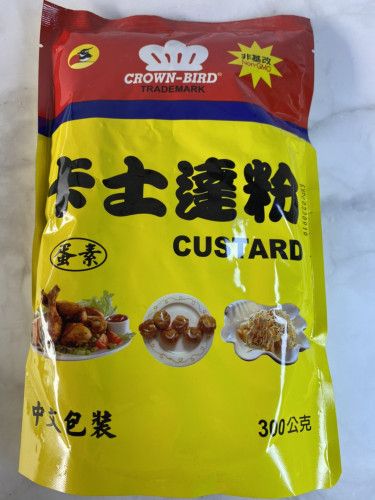 CROWN-BIRD®
TRADEMARK
非基改
Non-GMO
卡士達粉
CUSTARD
蛋素
中文包裝
300公克